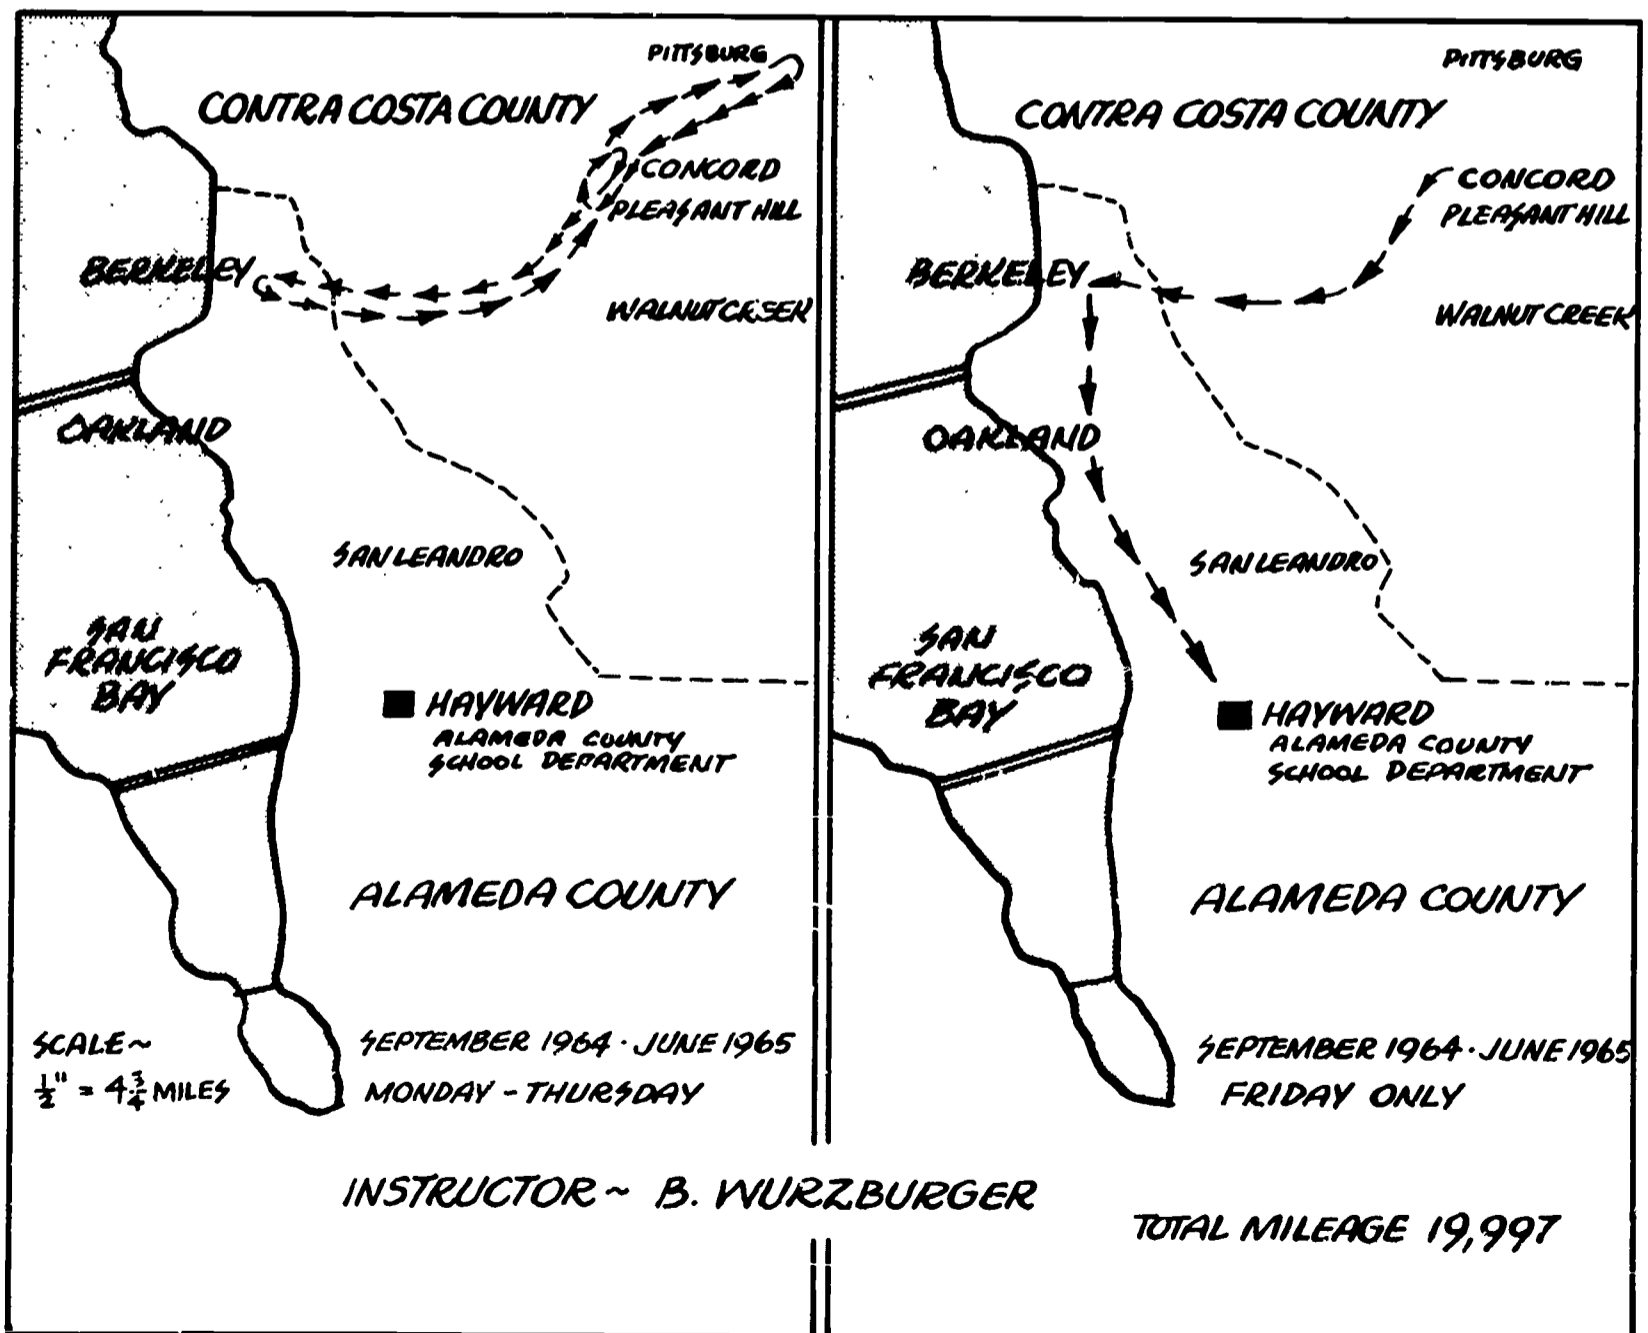 PITTSBURG
CONTRA COSTA COUNTY
CONCORD
PLEASANT HILL
BERKELEY
WALNUT CRSEK
OAKLAND
SAN LEANDRO
SAN
FRANCISCO
BAY
HAYWARD
ALAMEDA COUNTY
SCHOOL DEPARTMENT
ALAMEDA COUNTY
SCALE~
1/2" = 4 3/4 MILES
SEPTEMBER 1964 · JUNE 1965
MONDAY - THURSDAY
PITTSBURG
CONTRA COSTA COUNTY
CONCORD
PLEASANT HILL
BERKELEY
WALNUT CREEK
OAKLAND
SAN LEANDRO
SAN
FRANCISCO
BAY
HAYWARD
ALAMEDA COUNTY
SCHOOL DEPARTMENT
ALAMEDA COUNTY
SEPTEMBER 1964 · JUNE 1965
FRIDAY ONLY
INSTRUCTOR~ B. WURZBURGER
TOTAL MILEAGE 19,997